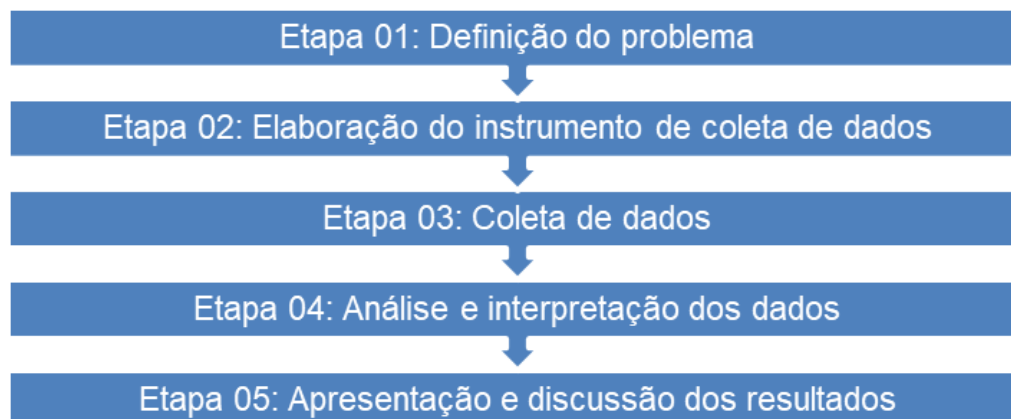 Etapa 01: Definição do problema
Etapa 02: Elaboração do instrumento de coleta de dados
Etapa 03: Coleta de dados
Etapa 04: Análise e interpretação dos dados
Etapa 05: Apresentação e discussão dos resultados